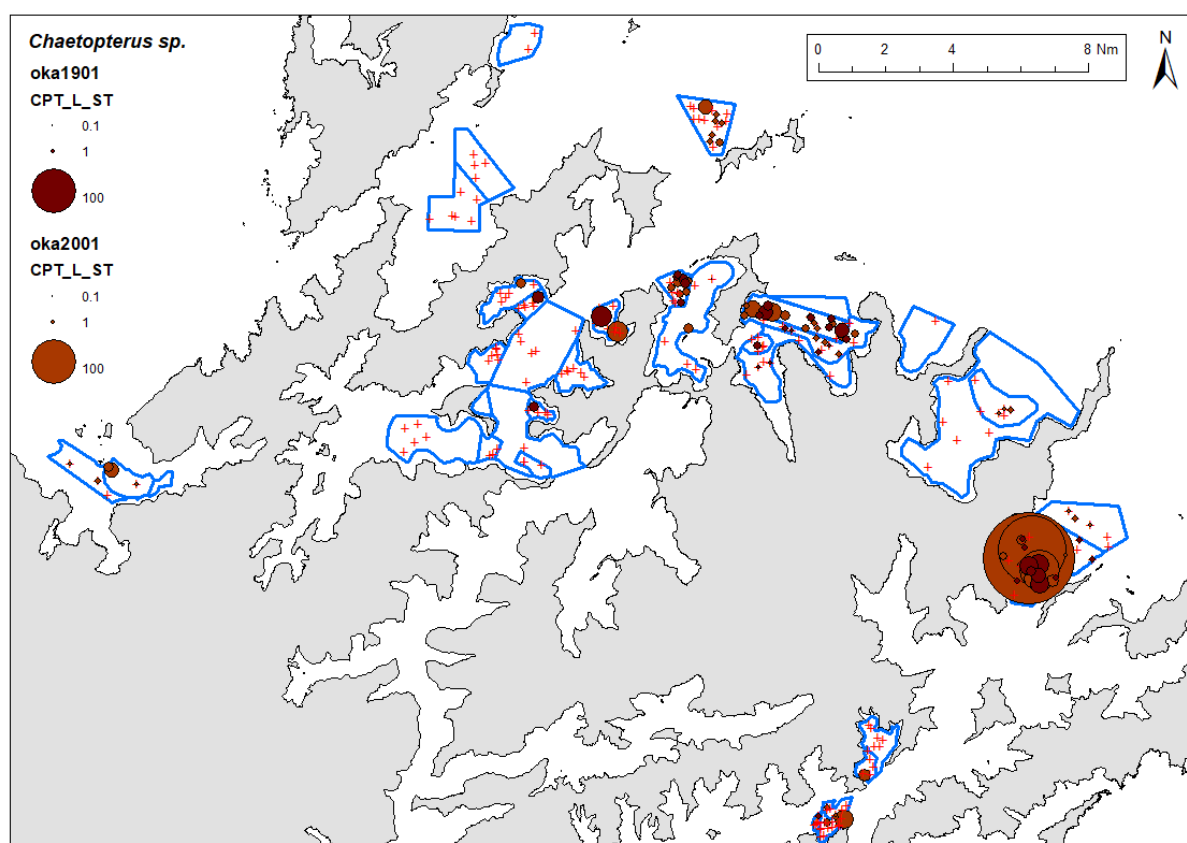 Chaetopterus sp.
oka1901
CPT_L_ST
0.1
1
100
oka2001
CPT_L_ST
0.1
1
100
0 2 4 8 Nm
N